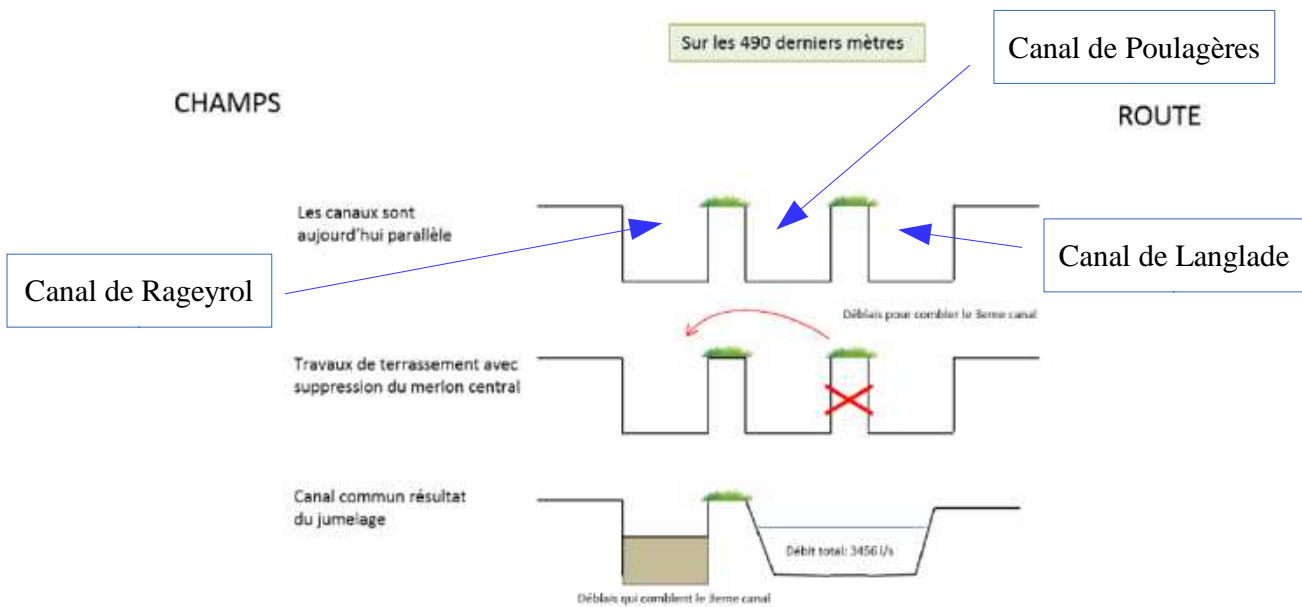 Sur les 490 derniers mètres
Canal de Poulagères
CHAMPS
ROUTE
Les canaux sont
aujourd'hui parallèle
Canal de Rageyrol
Canal de Langlade
Déblais pour combler le 3eme canal
Travaux de terrassement avec
suppression du merlon central
Canal commun résultat
du jumelage
Débit total: 3456 l/s
Déblais qui comblent le 3eme canal